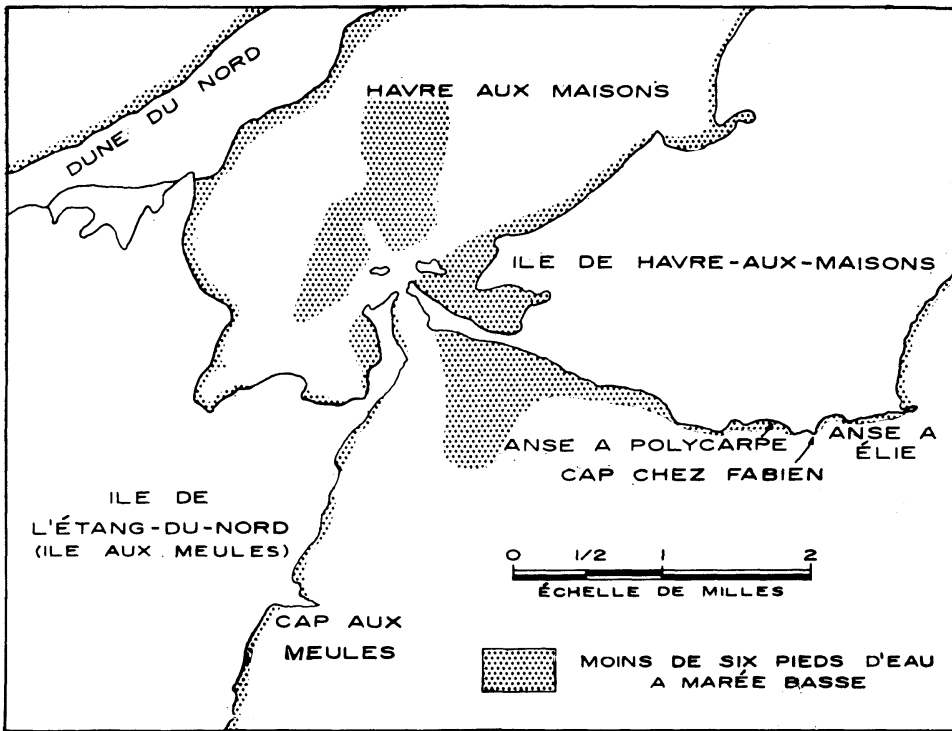 HAVRE AUX MAISONS
DUNE DU NORD
ILE DE HAVRE-AUX-MAISONS
ANSE A POLYCARPE
CAP CHEZ FABIEN
ANSE A
ÉLIE
ILE DE
L'ÉTANG-DU-NORD
(ILE AUX MEULES)
CAP AUX
MEULES
0 1/2 1 2
ÉCHELLE DE MILLES
MOINS DE SIX PIEDS D'EAU
A MARÉE BASSE